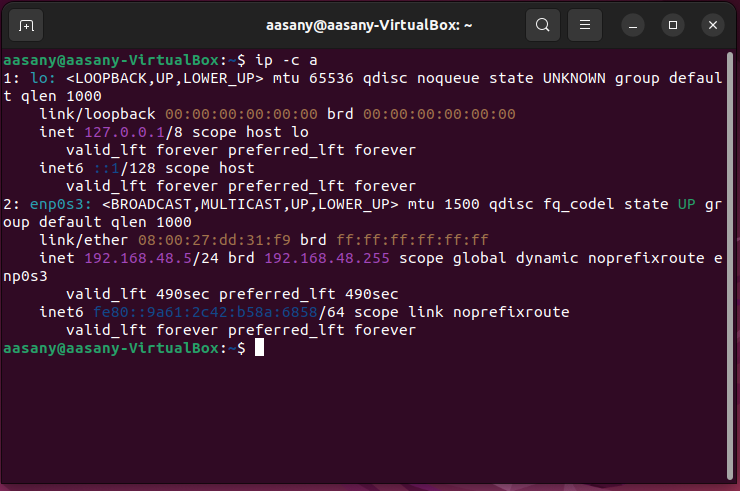 aasany@aasany-VirtualBox: ~
aasany@aasany-VirtualBox:~$ ip -c a
1: lo: <LOOPBACK,UP,LOWER_UP> mtu 65536 qdisc noqueue state UNKNOWN group defaul
t qlen 1000
    link/loopback 00:00:00:00:00:00 brd 00:00:00:00:00:00
    inet 127.0.0.1/8 scope host lo
       valid_lft forever preferred_lft forever
    inet6 ::1/128 scope host
       valid_lft forever preferred_lft forever
2: enp0s3: <BROADCAST,MULTICAST,UP,LOWER_UP> mtu 1500 qdisc fq_codel state UP gr
oup default qlen 1000
    link/ether 08:00:27:dd:31:f9 brd ff:ff:ff:ff:ff:ff
    inet 192.168.48.5/24 brd 192.168.48.255 scope global dynamic noprefixroute e
np0s3
       valid_lft 490sec preferred_lft 490sec
    inet6 fe80::9a61:2c42:b58a:6858/64 scope link noprefixroute
       valid_lft forever preferred_lft forever
aasany@aasany-VirtualBox:~$